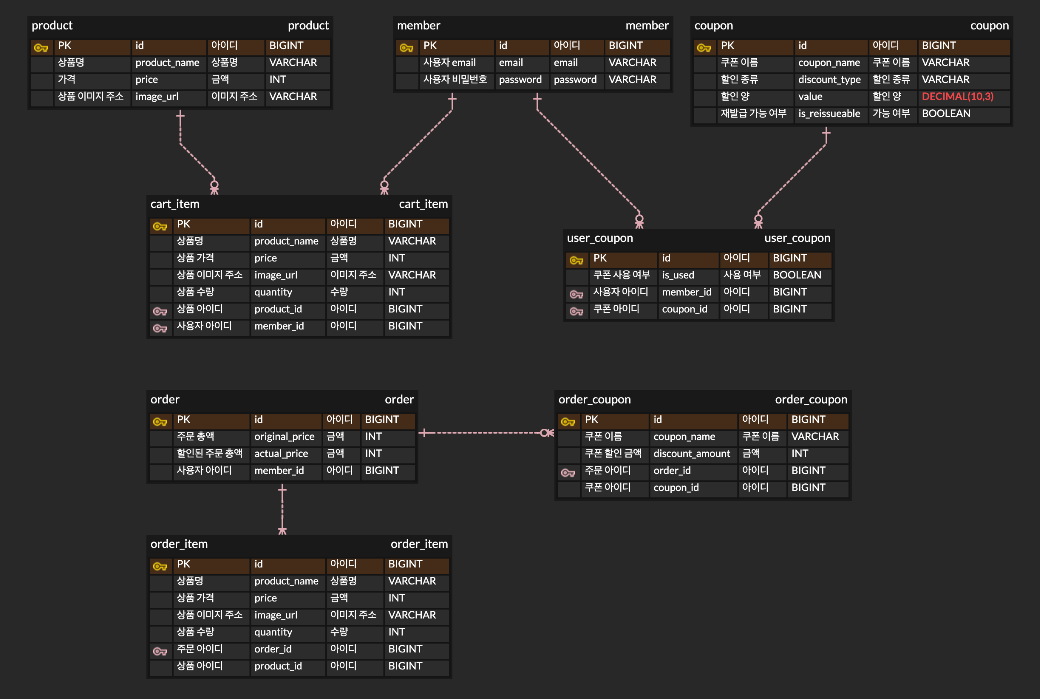 product product
PK id 아이디 BIGINT
상품명 product_name 상품명 VARCHAR
가격 price 금액 INT
상품 이미지 주소 image_url 이미지 주소 VARCHAR
member member
PK id 아이디 BIGINT
사용자 email email email VARCHAR
사용자 비밀번호 password password VARCHAR
coupon coupon
PK id 아이디 BIGINT
쿠폰 이름 coupon_name 쿠폰 이름 VARCHAR
할인 종류 discount_type 할인 종류 VARCHAR
할인 양 value 할인 양 DECIMAL(10,3)
재발급 가능 여부 is_reissueable 가능 여부 BOOLEAN
cart_item cart_item
PK id 아이디 BIGINT
상품명 product_name 상품명 VARCHAR
상품 가격 price 금액 INT
상품 이미지 주소 image_url 이미지 주소 VARCHAR
상품 수량 quantity 수량 INT
상품 아이디 product_id 아이디 BIGINT
사용자 아이디 member_id 아이디 BIGINT
user_coupon user_coupon
PK id 아이디 BIGINT
쿠폰 사용 여부 is_used 사용 여부 BOOLEAN
사용자 아이디 member_id 아이디 BIGINT
쿠폰 아이디 coupon_id 아이디 BIGINT
order order
PK id 아이디 BIGINT
주문 총액 original_price 금액 INT
할인된 주문 총액 actual_price 금액 INT
사용자 아이디 member_id 아이디 BIGINT
order_coupon order_coupon
PK id 아이디 BIGINT
쿠폰 이름 coupon_name 쿠폰 이름 VARCHAR
쿠폰 할인 금액 discount_amount 금액 INT
주문 아이디 order_id 아이디 BIGINT
쿠폰 아이디 coupon_id 아이디 BIGINT
order_item order_item
PK id 아이디 BIGINT
상품명 product_name 상품명 VARCHAR
상품 가격 price 금액 INT
상품 이미지 주소 image_url 이미지 주소 VARCHAR
상품 수량 quantity 수량 INT
주문 아이디 order_id 아이디 BIGINT
상품 아이디 product_id 아이디 BIGINT